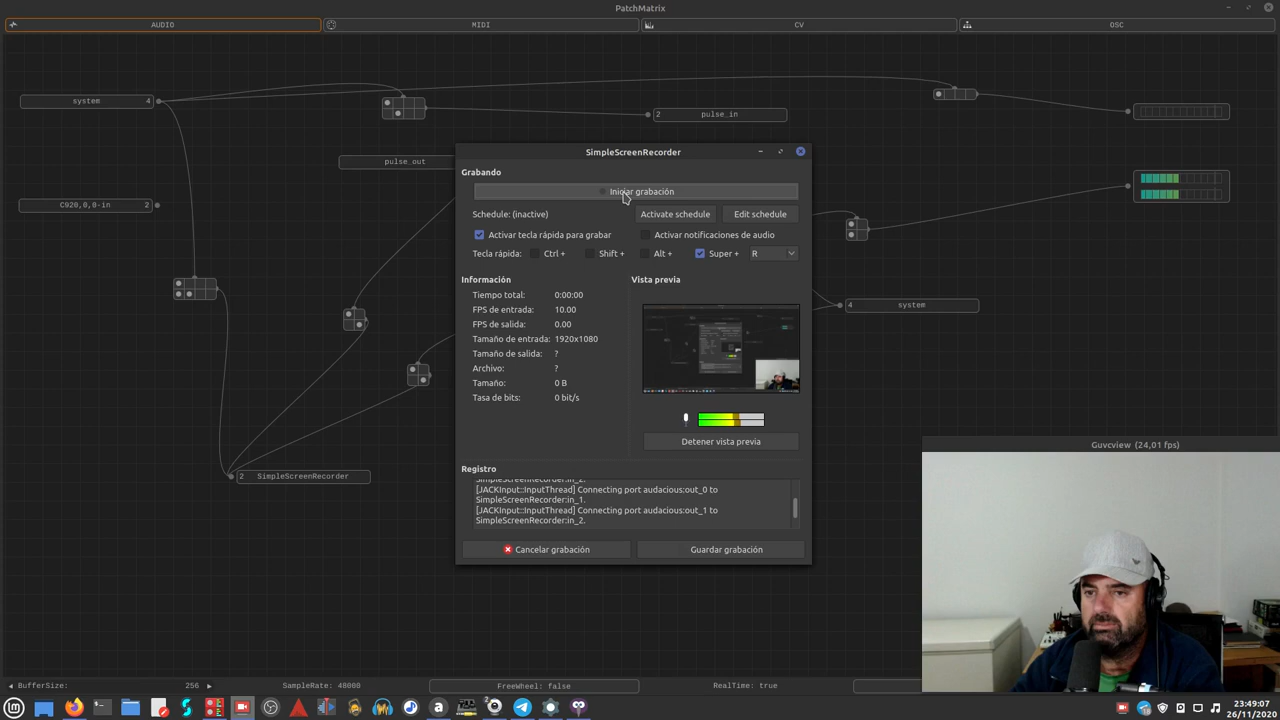 PatchMatrix
AUDIO
MIDI
CV
OSC
system 4
2 pulse_in
pulse_out
C920,0,0-in 2
4 system
2 SimpleScreenRecorder
SimpleScreenRecorder
Grabando
Iniciar grabación
Schedule: (inactive)
Activate schedule
Edit schedule
Activar tecla rápida para grabar
Activar notificaciones de audio
Tecla rápida:
Ctrl +
Shift +
Alt +
Super +
R
Información
Vista previa
Tiempo total: 0:00:00
FPS de entrada: 10.00
FPS de salida: 0.00
Tamaño de entrada: 1920x1080
Tamaño de salida: ?
Archivo: ?
Tamaño: 0 B
Tasa de bits: 0 bit/s
Detener vista previa
Registro
SimpleScreenRecorder:in_2.
[JACKInput::InputThread] Connecting port audacious:out_0 to
SimpleScreenRecorder:in_1.
[JACKInput::InputThread] Connecting port audacious:out_1 to
SimpleScreenRecorder:in_2.
Cancelar grabación
Guardar grabación
Guvcview (24,01 fps)
BufferSize: 256
SampleRate: 48000
FreeWheel: false
RealTime: true
23:49:07
26/11/2020